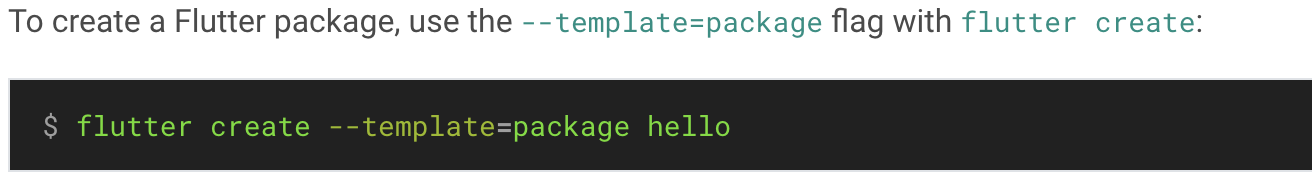 To create a Flutter package, use the --template=package flag with flutter create:
$ flutter create --template=package hello